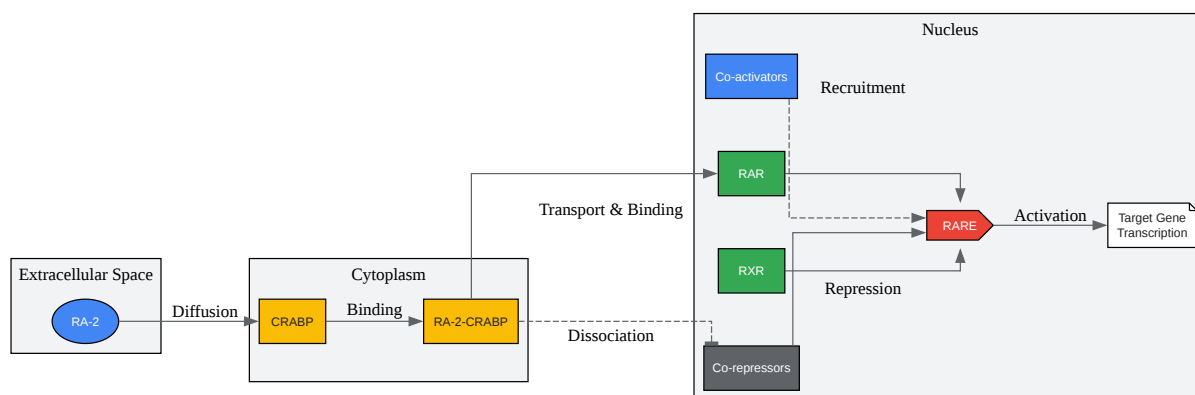 Nucleus
Co-activators
Recruitment
RAR
Transport & Binding
RARE
Activation
Target Gene
Transcription
RXR
Repression
Extracellular Space
RA-2
Diffusion
Cytoplasm
CRABP
Binding
RA-2-CRABP
Dissociation
Co-repressors